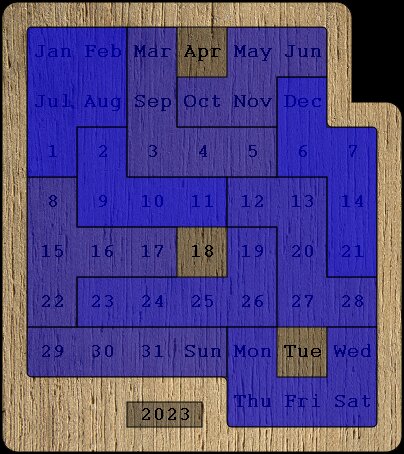 Jan Feb Mar Apr May Jun
Jul Aug Sep Oct Nov Dec
1 2 3 4 5 6 7
8 9 10 11 12 13 14
15 16 17 18 19 20 21
22 23 24 25 26 27 28
29 30 31 Sun Mon Tue Wed
Thu Fri Sat
2023